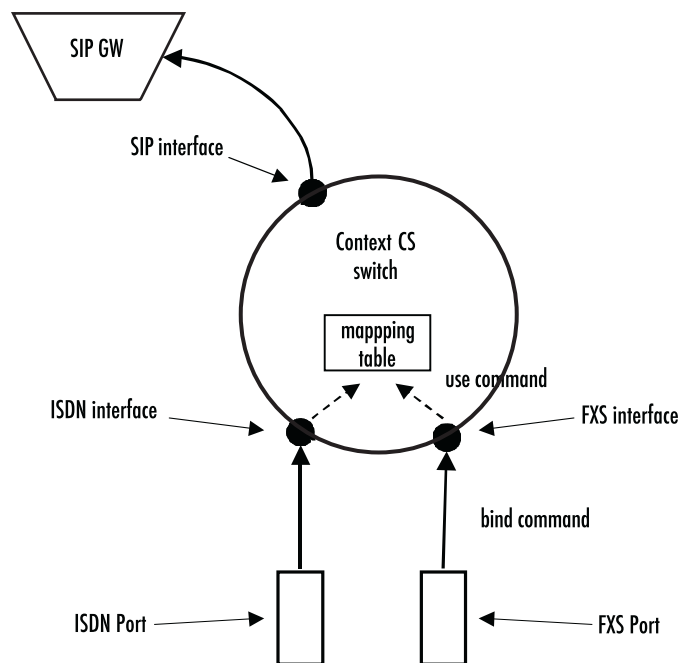 SIP GW
SIP interface
Context CS
switch
mappping
table
use command
ISDN interface
FXS interface
bind command
ISDN Port
FXS Port